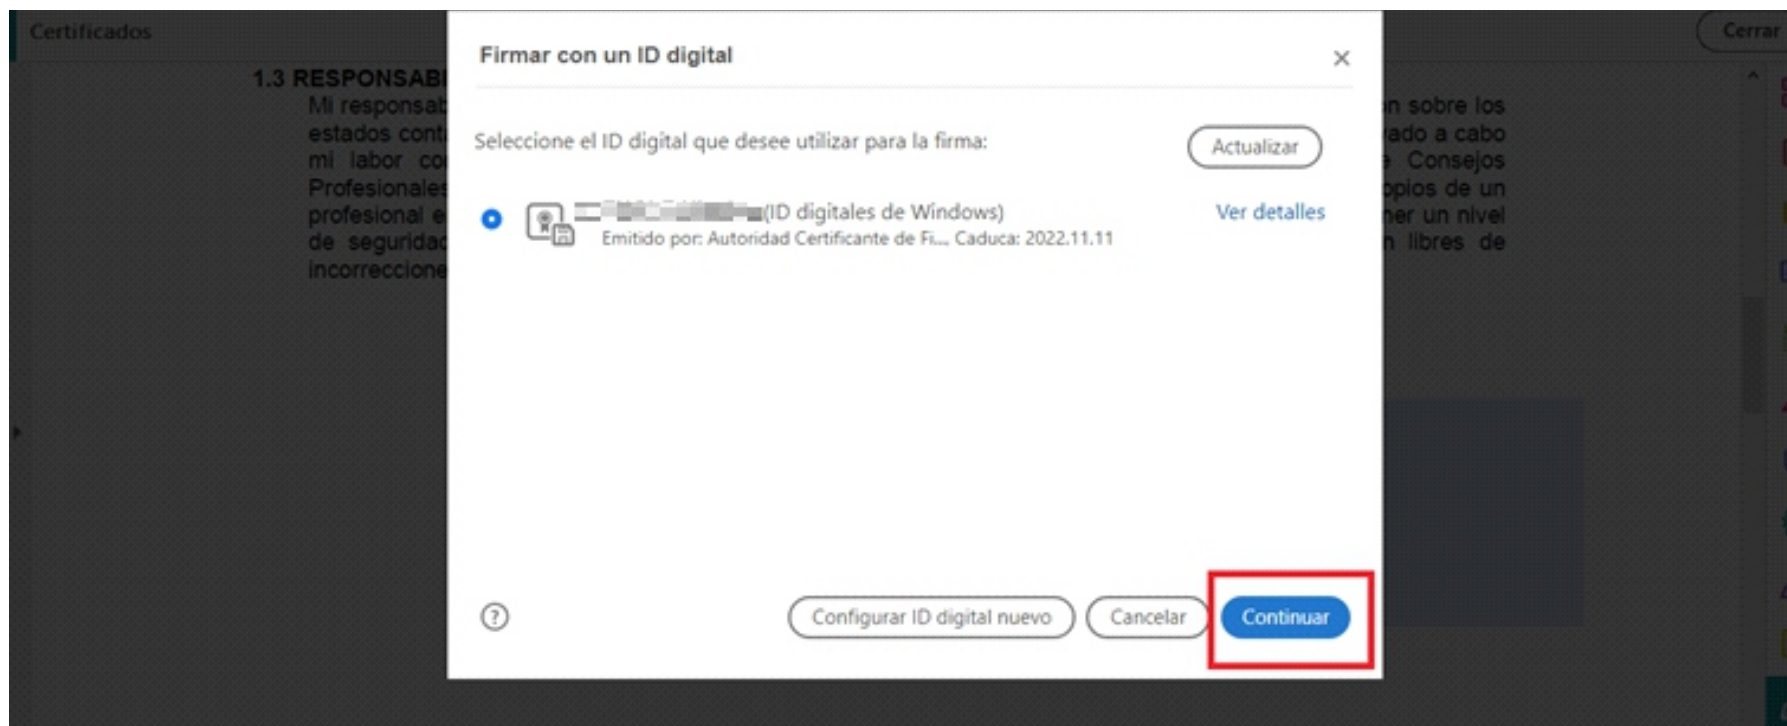 Certificados
Cerrar
Firmar con un ID digital
1.3 RESPONSABI
Mi responsab
n sobre los
estados cont
vado a cabo
mi labor co
Consejos
Profesionales
opios de un
profesional e
ner un nivel
de seguridad
n libres de
incorreccione
Seleccione el ID digital que desee utilizar para la firma:
Actualizar
(ID digitales de Windows)
Ver detalles
Emitido por: Autoridad Certificante de Fi..., Caduca: 2022.11.11
?
Configurar ID digital nuevo
Cancelar
Continuar